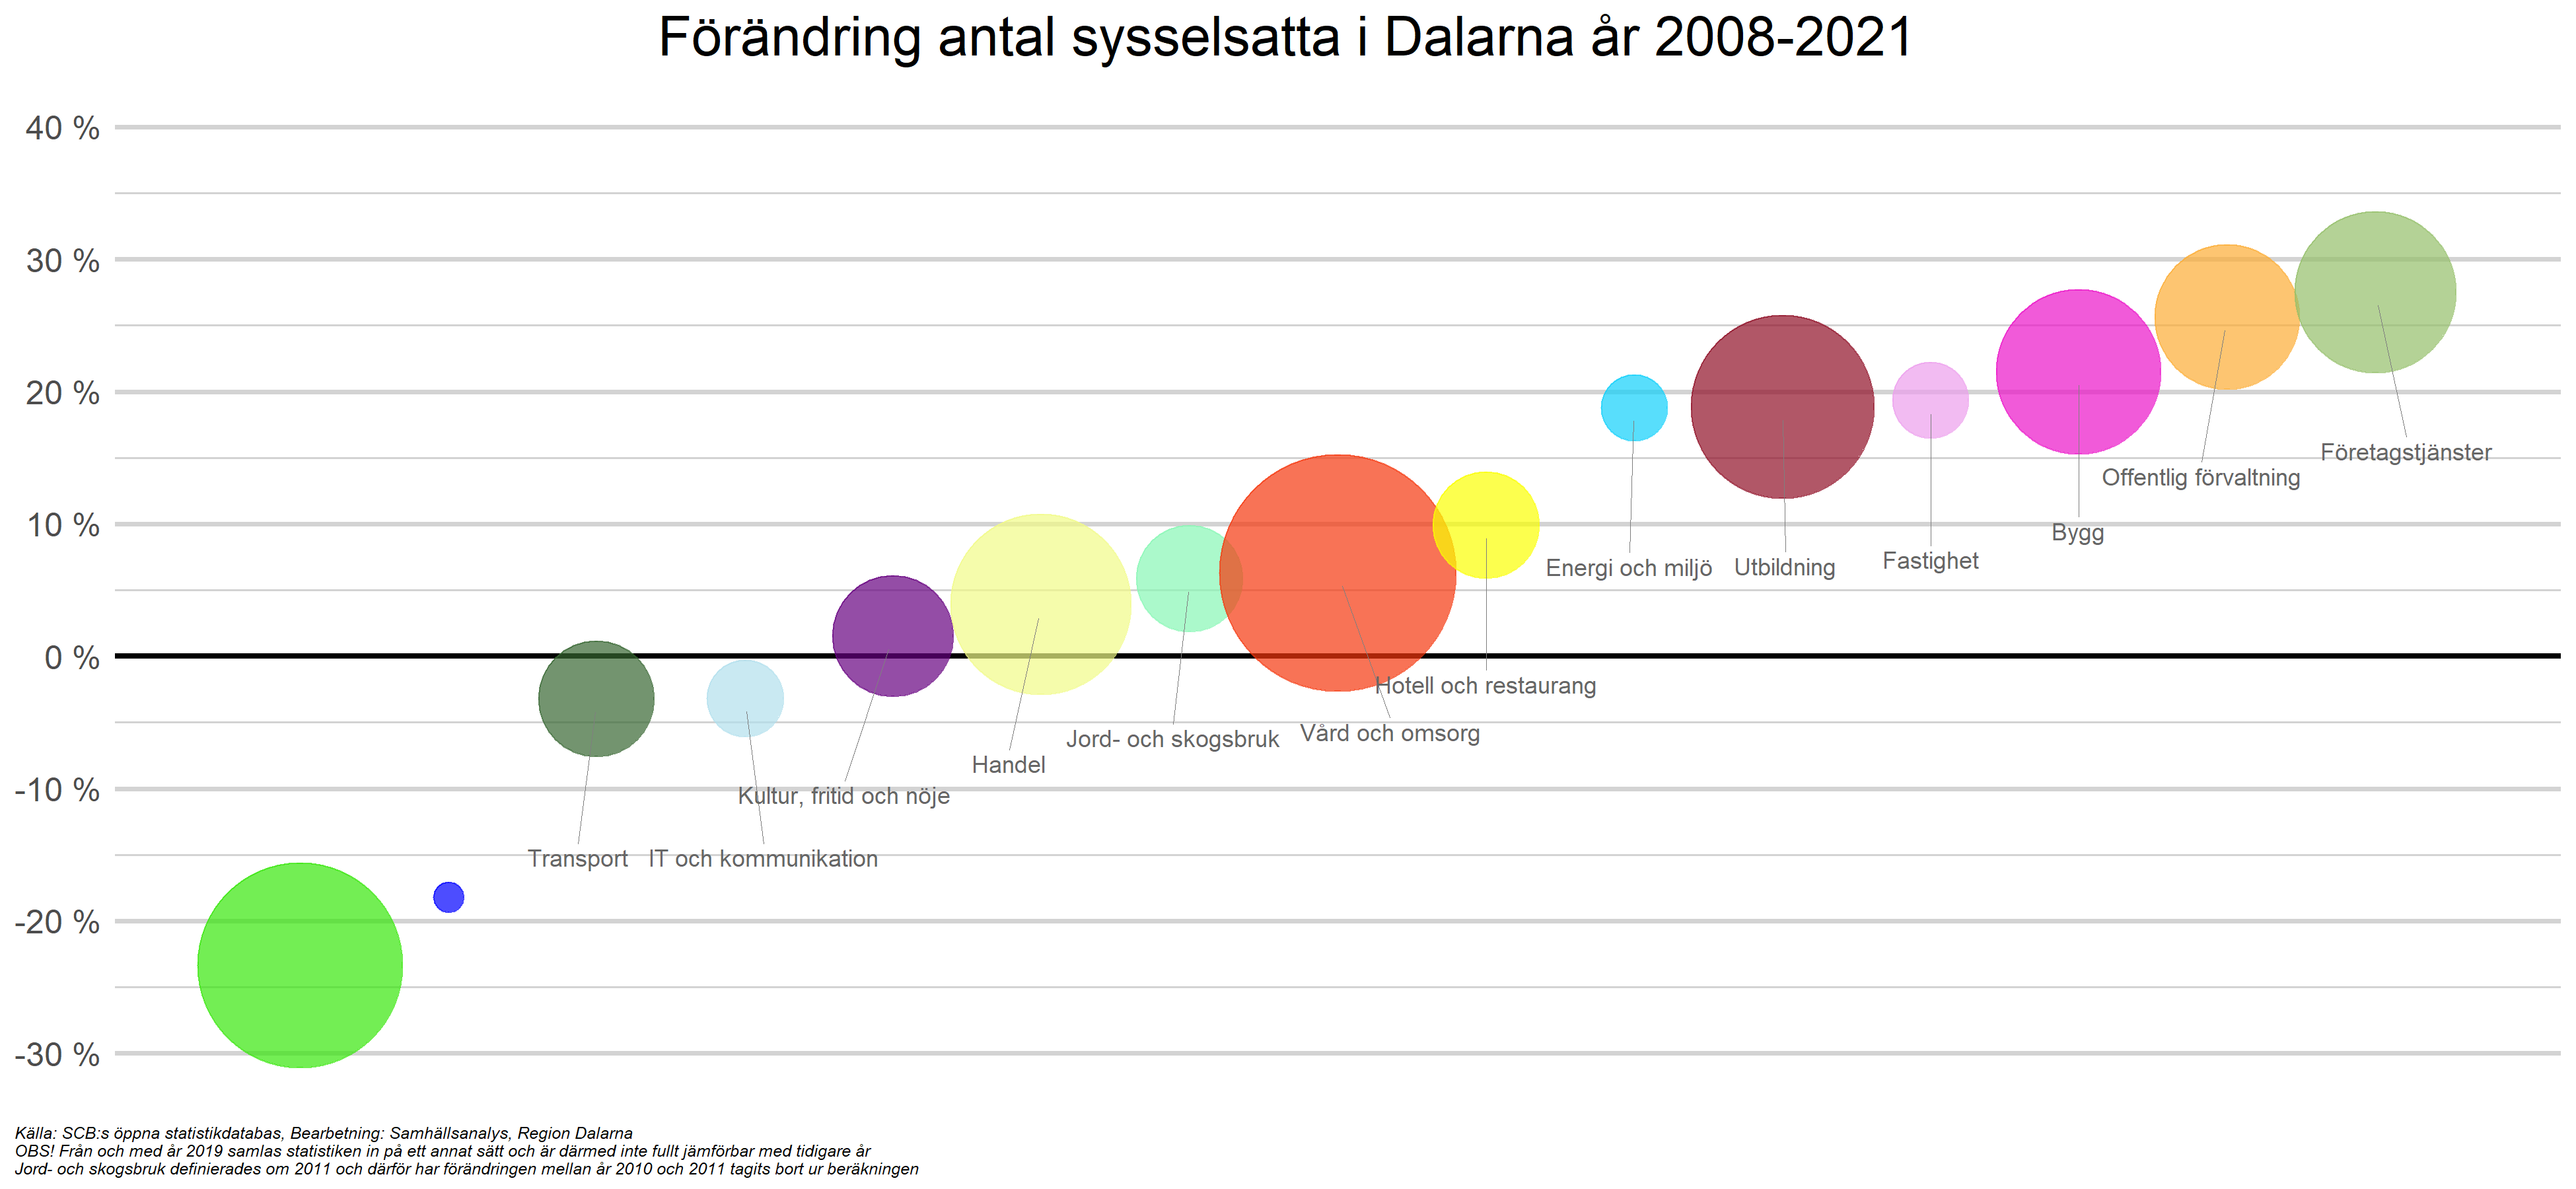 Förändring antal sysselsatta i Dalarna år 2008-2021
40 %
30 %
20 %
10 %
0 %
-10 %
-20 %
-30 %
Företagstjänster
Offentlig förvaltning
Bygg
Fastighet
Utbildning
Energi och miljö
Hotell och restaurang
Vård och omsorg
Jord- och skogsbruk
Handel
Kultur, fritid och nöje
IT och kommunikation
Transport
Källa: SCB:s öppna statistikdatabas, Bearbetning: Samhällsanalys, Region Dalarna
OBS! Från och med år 2019 samlas statistiken in på ett annat sätt och är därmed inte fullt jämförbar med tidigare år
Jord- och skogsbruk definierades om 2011 och därför har förändringen mellan år 2010 och 2011 tagits bort ur beräkningen